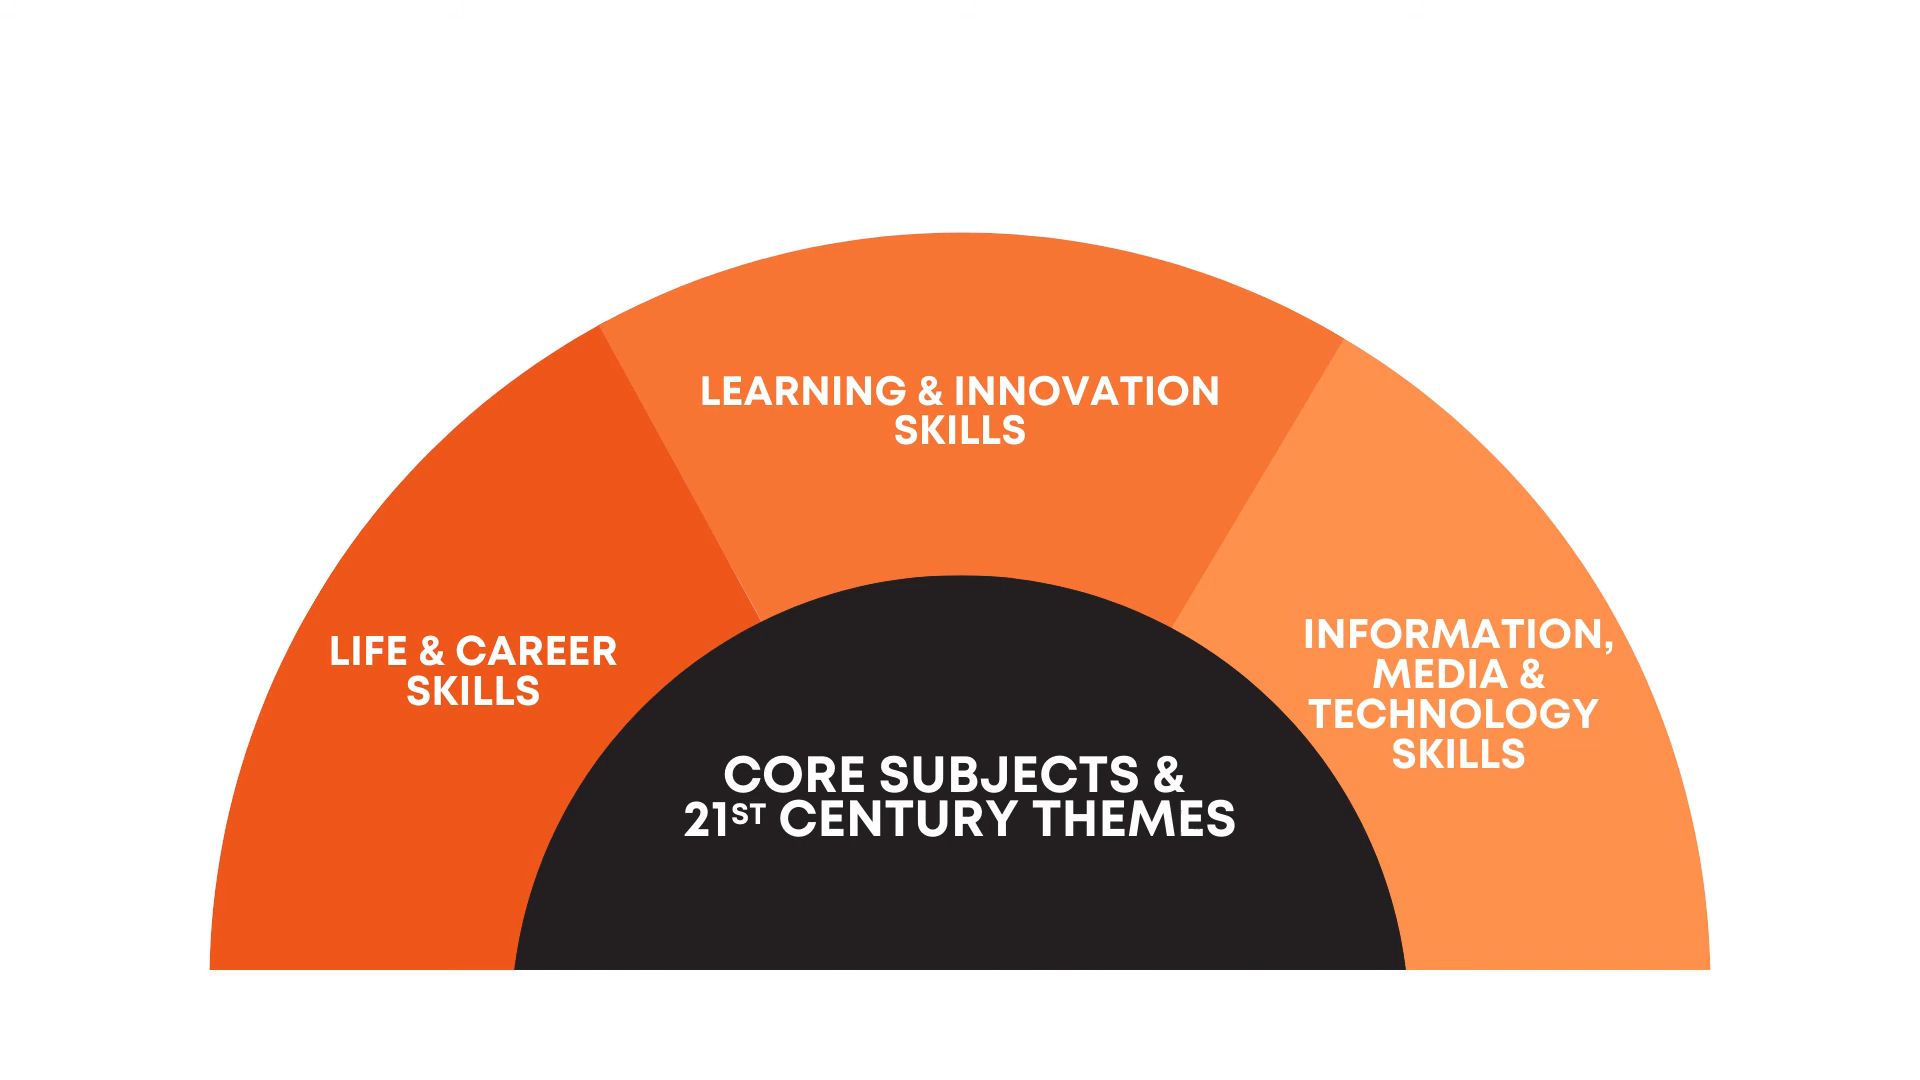 LEARNING & INNOVATION
SKILLS
LIFE & CAREER
SKILLS
INFORMATION,
MEDIA &
TECHNOLOGY
SKILLS
CORE SUBJECTS &
21ST CENTURY THEMES